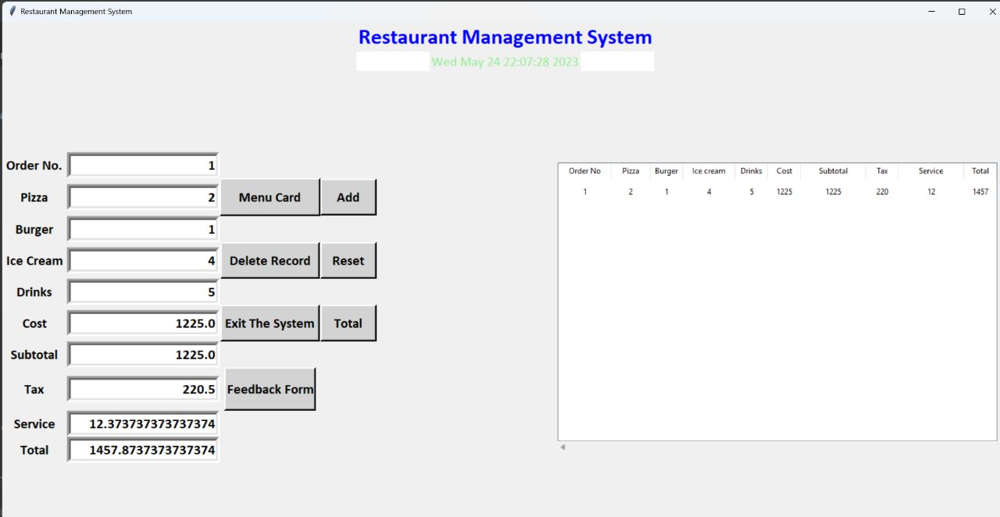 Restaurant Management System
Restaurant Management System
Wed May 24 22:07:28 2023
Order No. 1
Pizza 2 Menu Card Add
Burger 1
Ice Cream 4 Delete Record Reset
Drinks 5
Cost 1225.0 Exit The System Total
Subtotal 1225.0
Tax 220.5 Feedback Form
Service 12.373737373737374
Total 1457.8737373737374
Order No Pizza Burger Ice cream Drinks Cost Subtotal Tax Service Total
1 2 1 4 5 1225 1225 220 12 1457